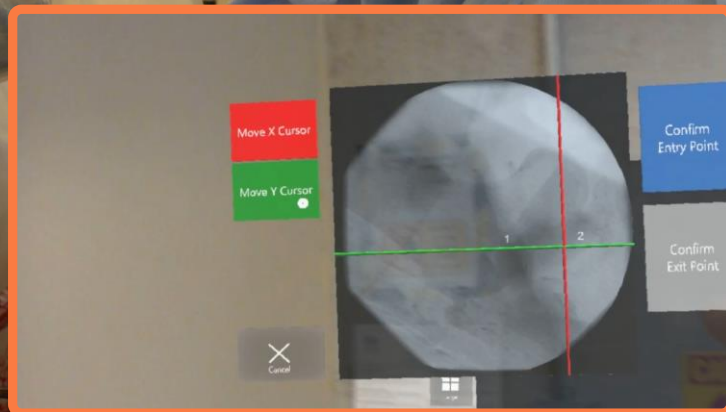 Move X Cursor
Move Y Cursor
1
2
Confirm
Entry Point
Confirm
Exit Point
Cancel